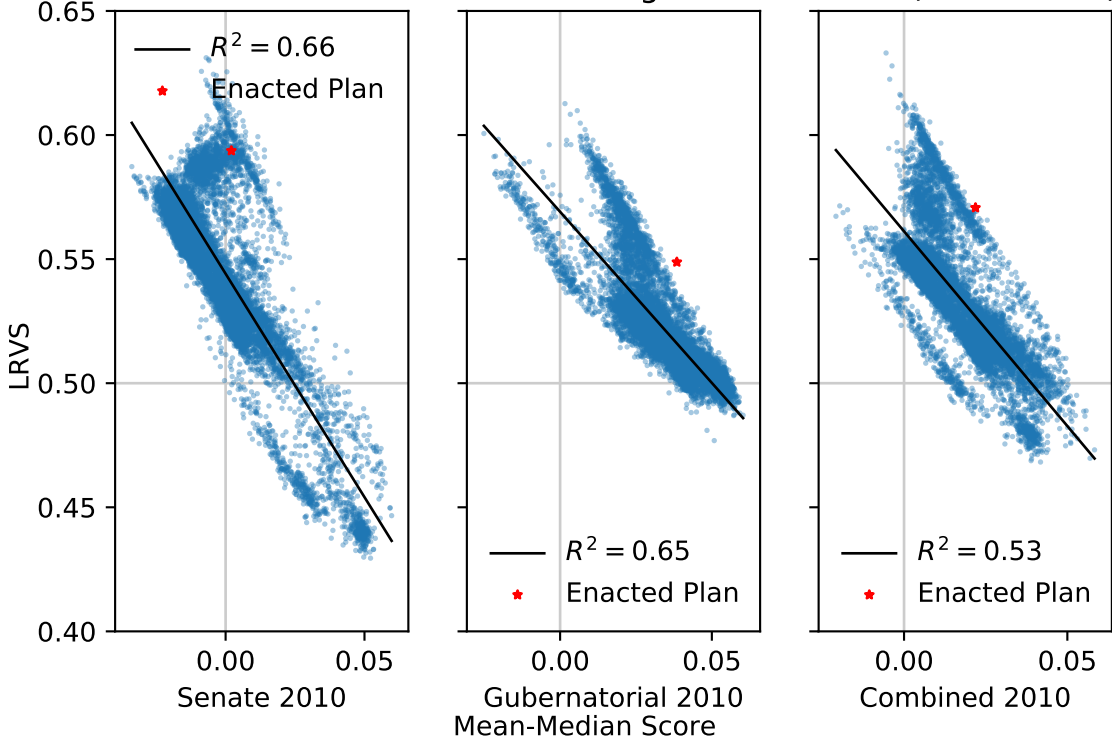 0.65
0.60
0.55
0.50
0.45
0.40
LRVS
R² = 0.66
Enacted Plan
R² = 0.65
Enacted Plan
R² = 0.53
Enacted Plan
0.00 0.05 0.00 0.05 0.00 0.05
Senate 2010 Gubernatorial 2010 Combined 2010
Mean-Median Score